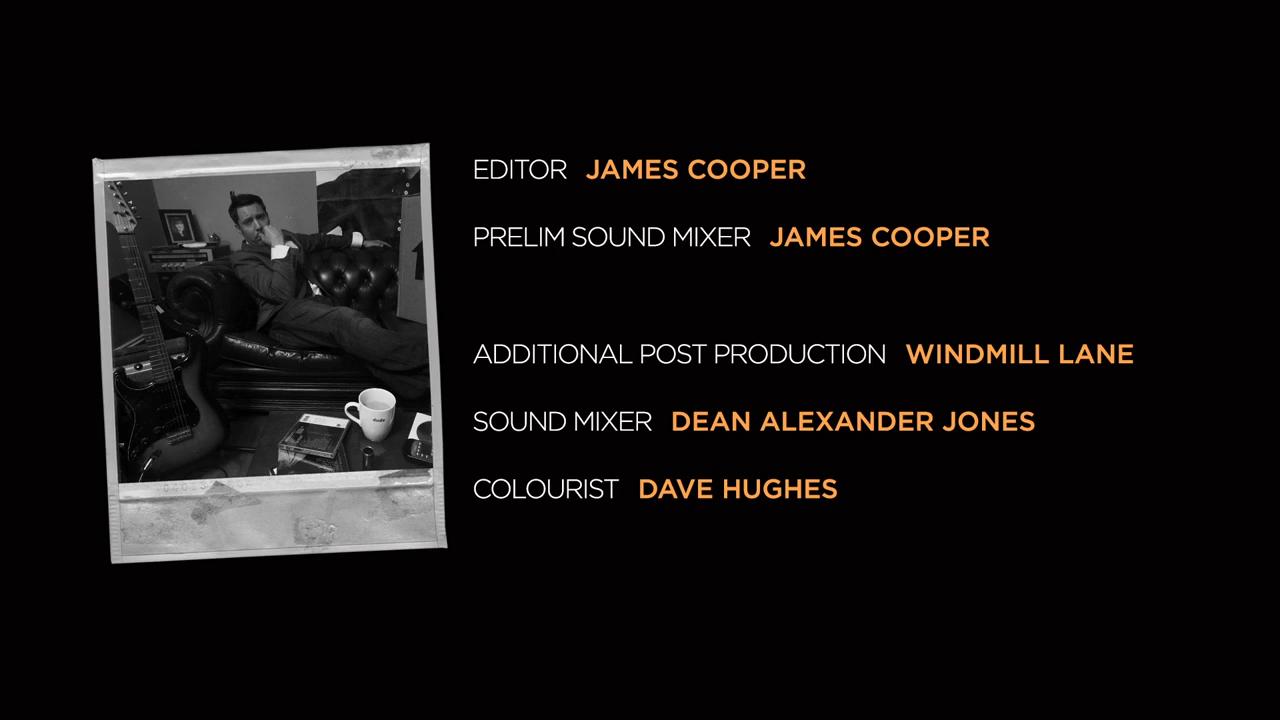 EDITOR JAMES COOPER
PRELIM SOUND MIXER JAMES COOPER
ADDITIONAL POST PRODUCTION WINDMILL LANE
SOUND MIXER DEAN ALEXANDER JONES
COLOURIST DAVE HUGHES